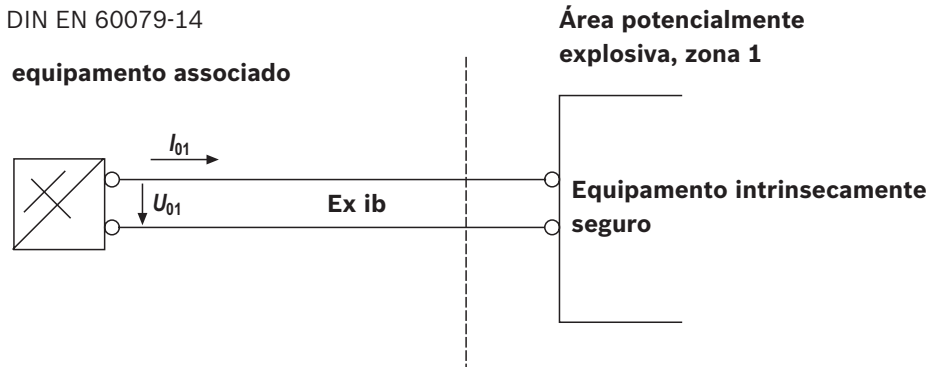 DIN EN 60079-14
equipamento associado
Área potencialmente
explosiva, zona 1
I01
U01
Ex ib
Equipamento intrinsecamente
seguro